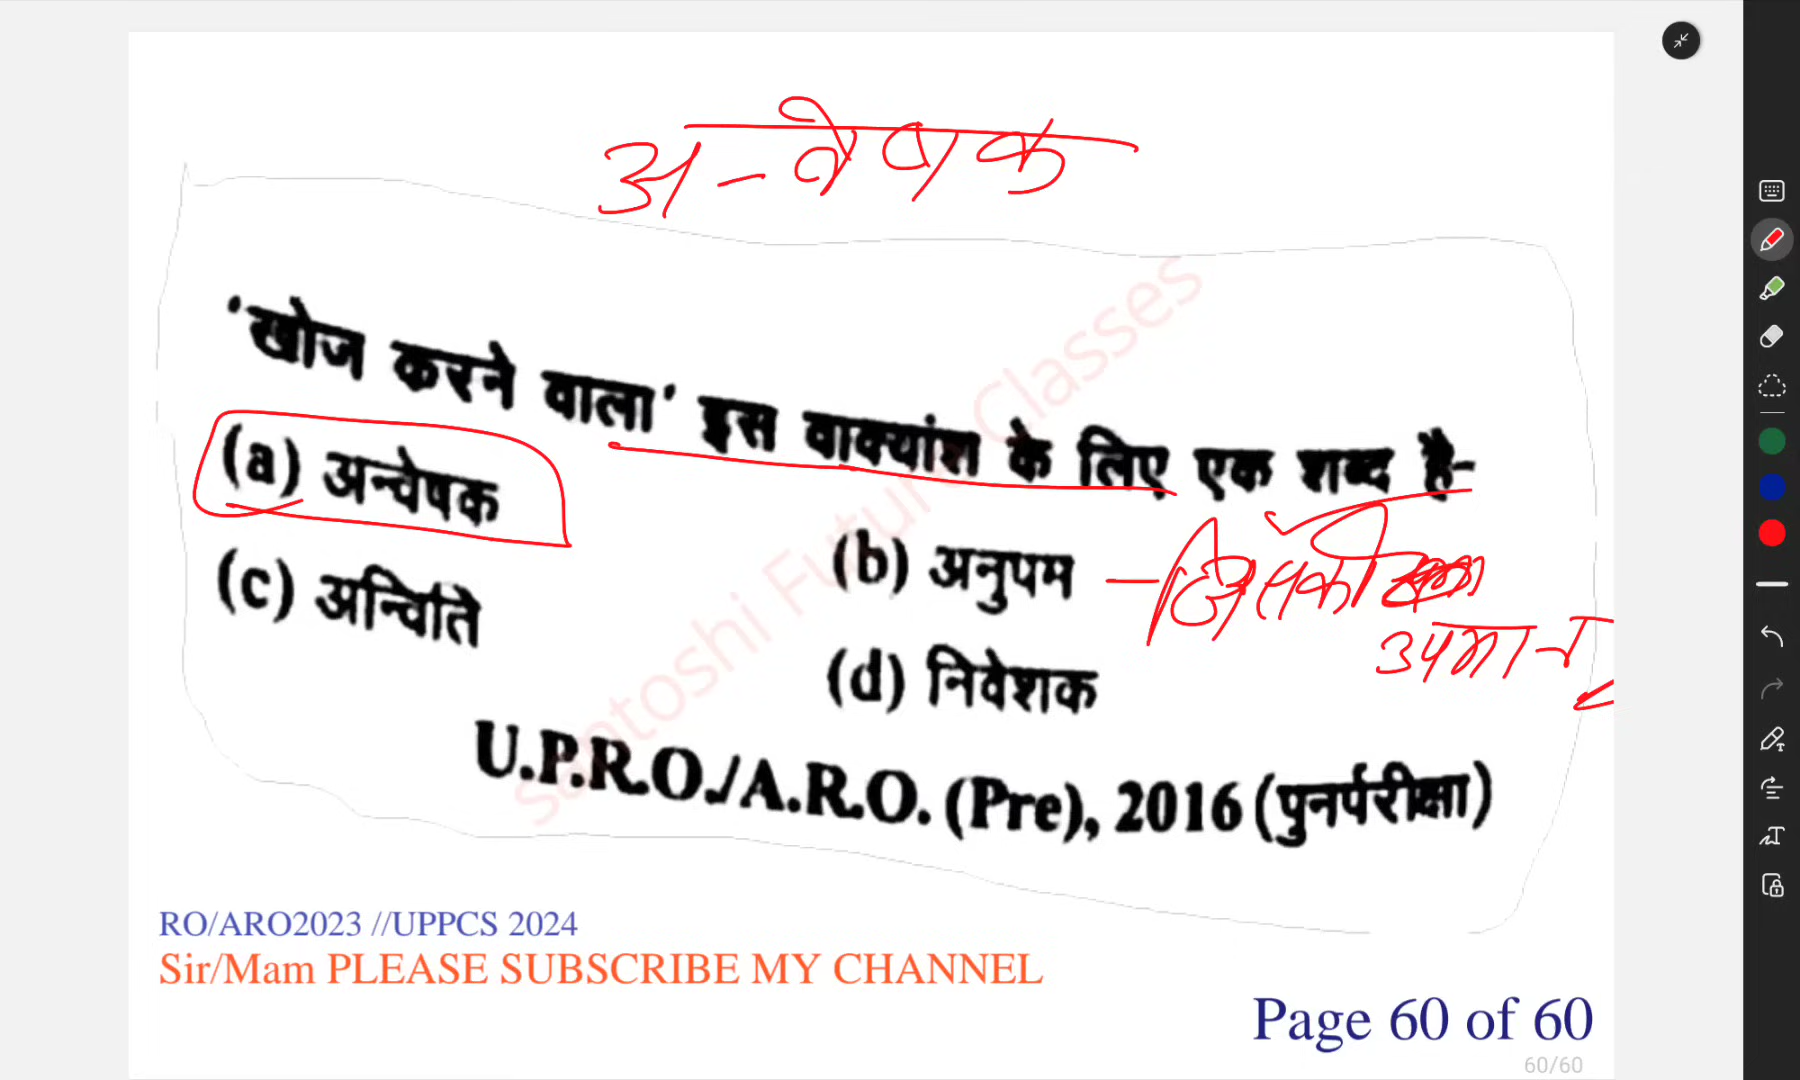 अन्वेषक
'खोज करने वाला' इस वाक्यांश के लिए एक शब्द है-
(a) अन्वेषक
(b) अनुपम – जिसकी
उपमा न
(c) अन्विति
(d) निवेशक
U.P.R.O./A.R.O. (Pre), 2016 (पुनर्परीक्षा)
Santoshi Future Classes
RO/ARO2023 //UPPCS 2024
Sir/Mam PLEASE SUBSCRIBE MY CHANNEL
Page 60 of 60
60/60